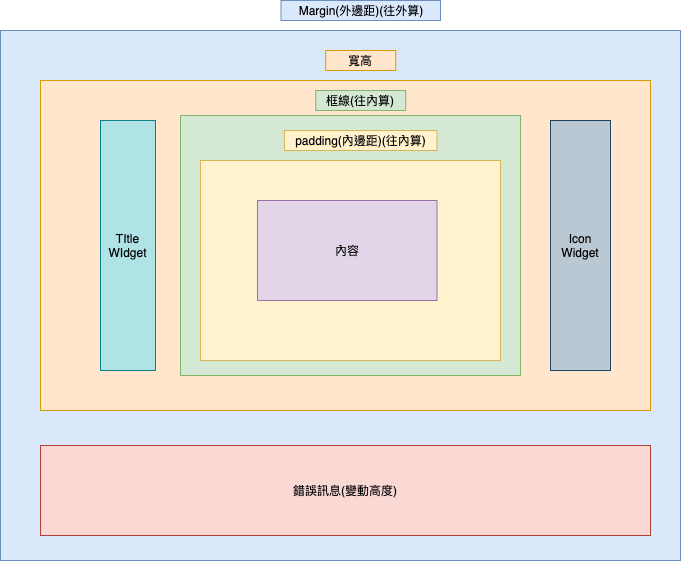 Margin(外邊距)(往外算)
寬高
框線(往內算)
padding(內邊距)(往內算)
TItle
WIdget
內容
Icon
Widget
錯誤訊息(變動高度)